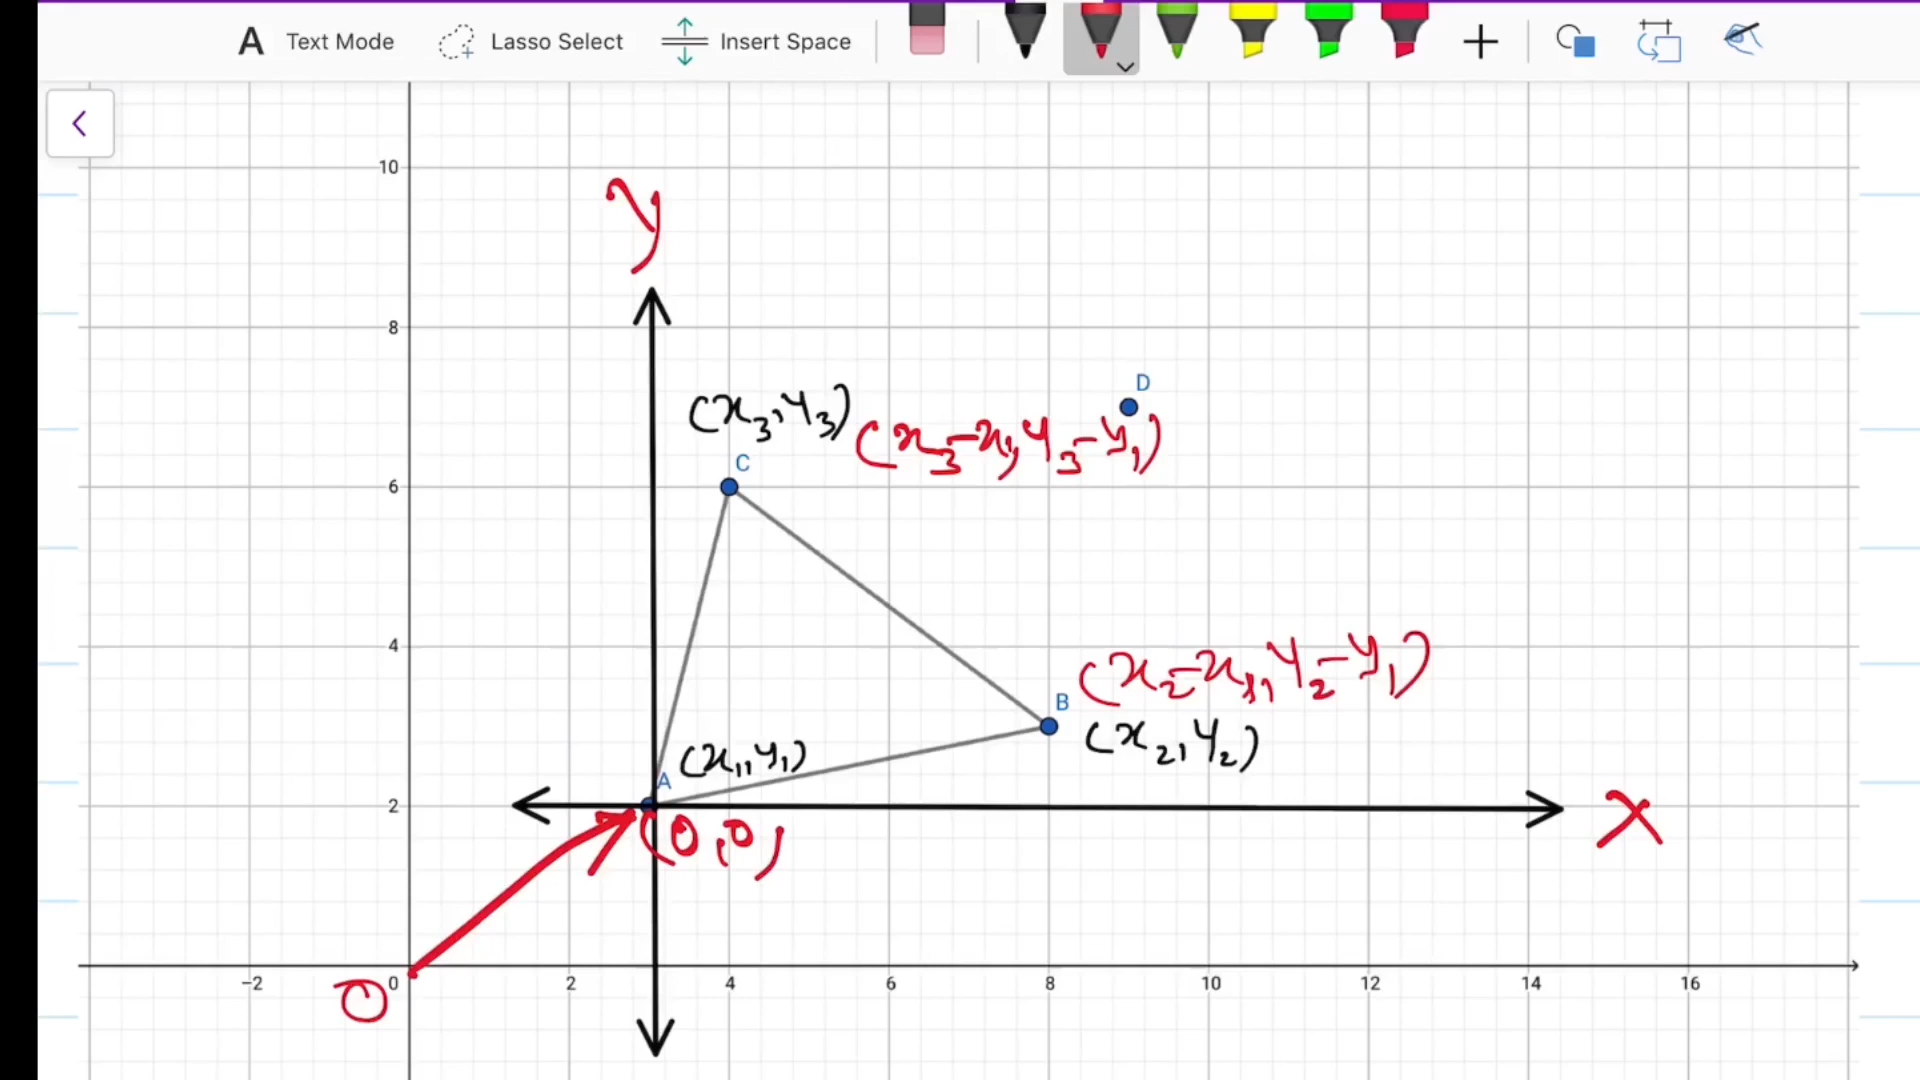 A Text Mode Lasso Select Insert Space
10
y
8
D
(x₃, y₃)
(x₃-x₁, y₃-y₁)
C
6
4
(x₂-x₁, y₂-y₁)
B
(x₂, y₂)
(x₁, y₁)
A
2
X
(0,0)
-2 0 2 4 6 8 10 12 14 16
O